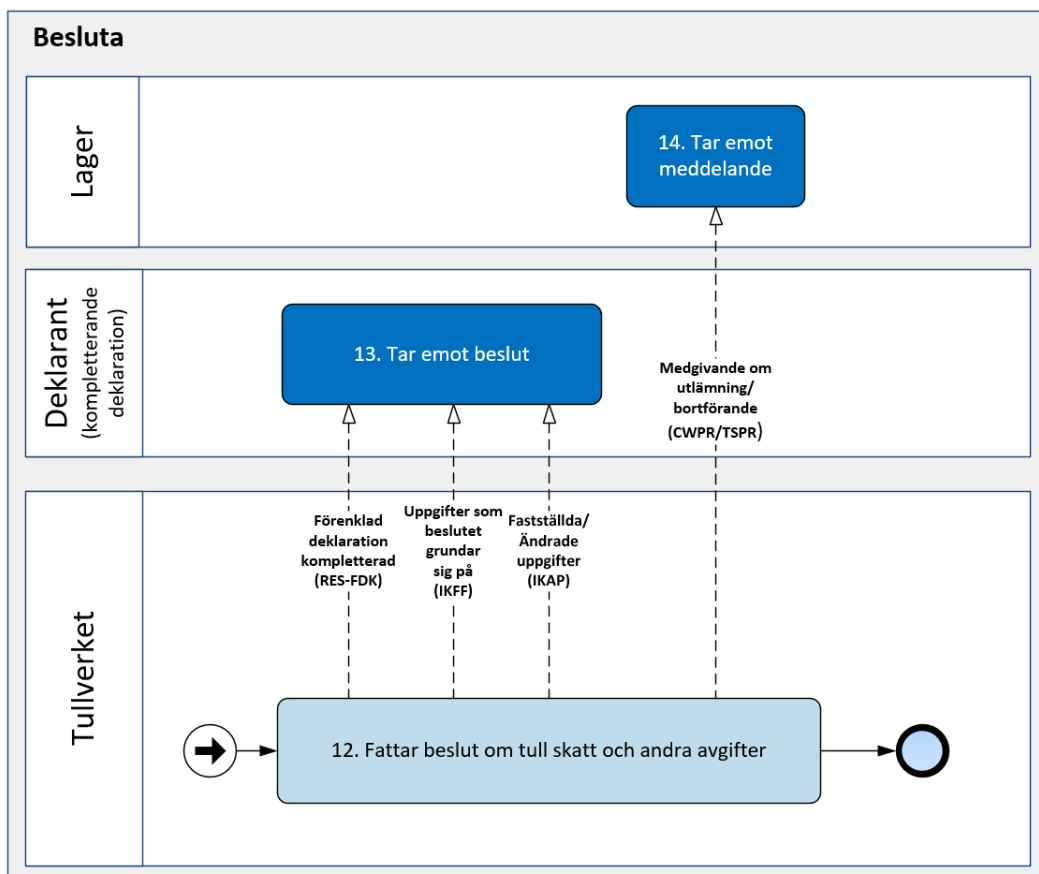 Besluta
Lager
14. Tar emot
meddelande
Deklarant
(kompletterande
deklaration)
13. Tar emot beslut
Medgivande om
utlämning/
bortförande
(CWPR/TSPR)
Tullverket
Förenklad
deklaration
kompletterad
(RES-FDK)
Uppgifter som
beslutet
grundar
sig på
(IKFF)
Fastställda/
Ändrade
uppgifter
(IKAP)
12. Fattar beslut om tull skatt och andra avgifter